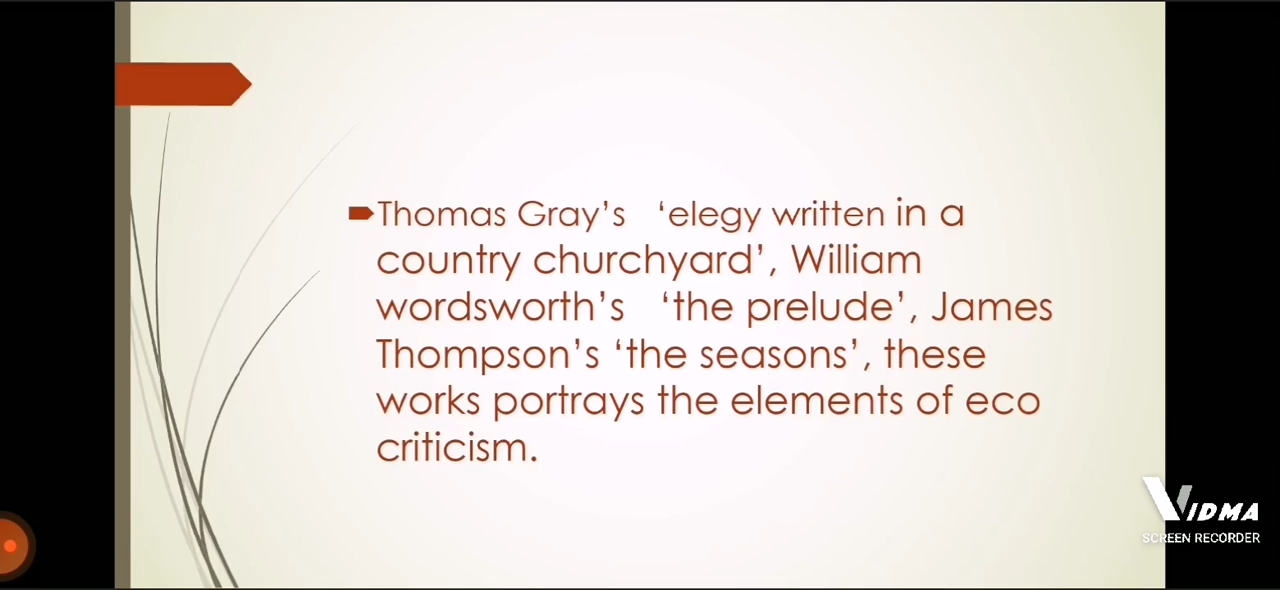 Thomas Gray’s ‘elegy written in a
country churchyard’, William
wordsworth’s ‘the prelude’, James
Thompson’s ‘the seasons’, these
works portrays the elements of eco
criticism.
VIDMA
SCREEN RECORDER